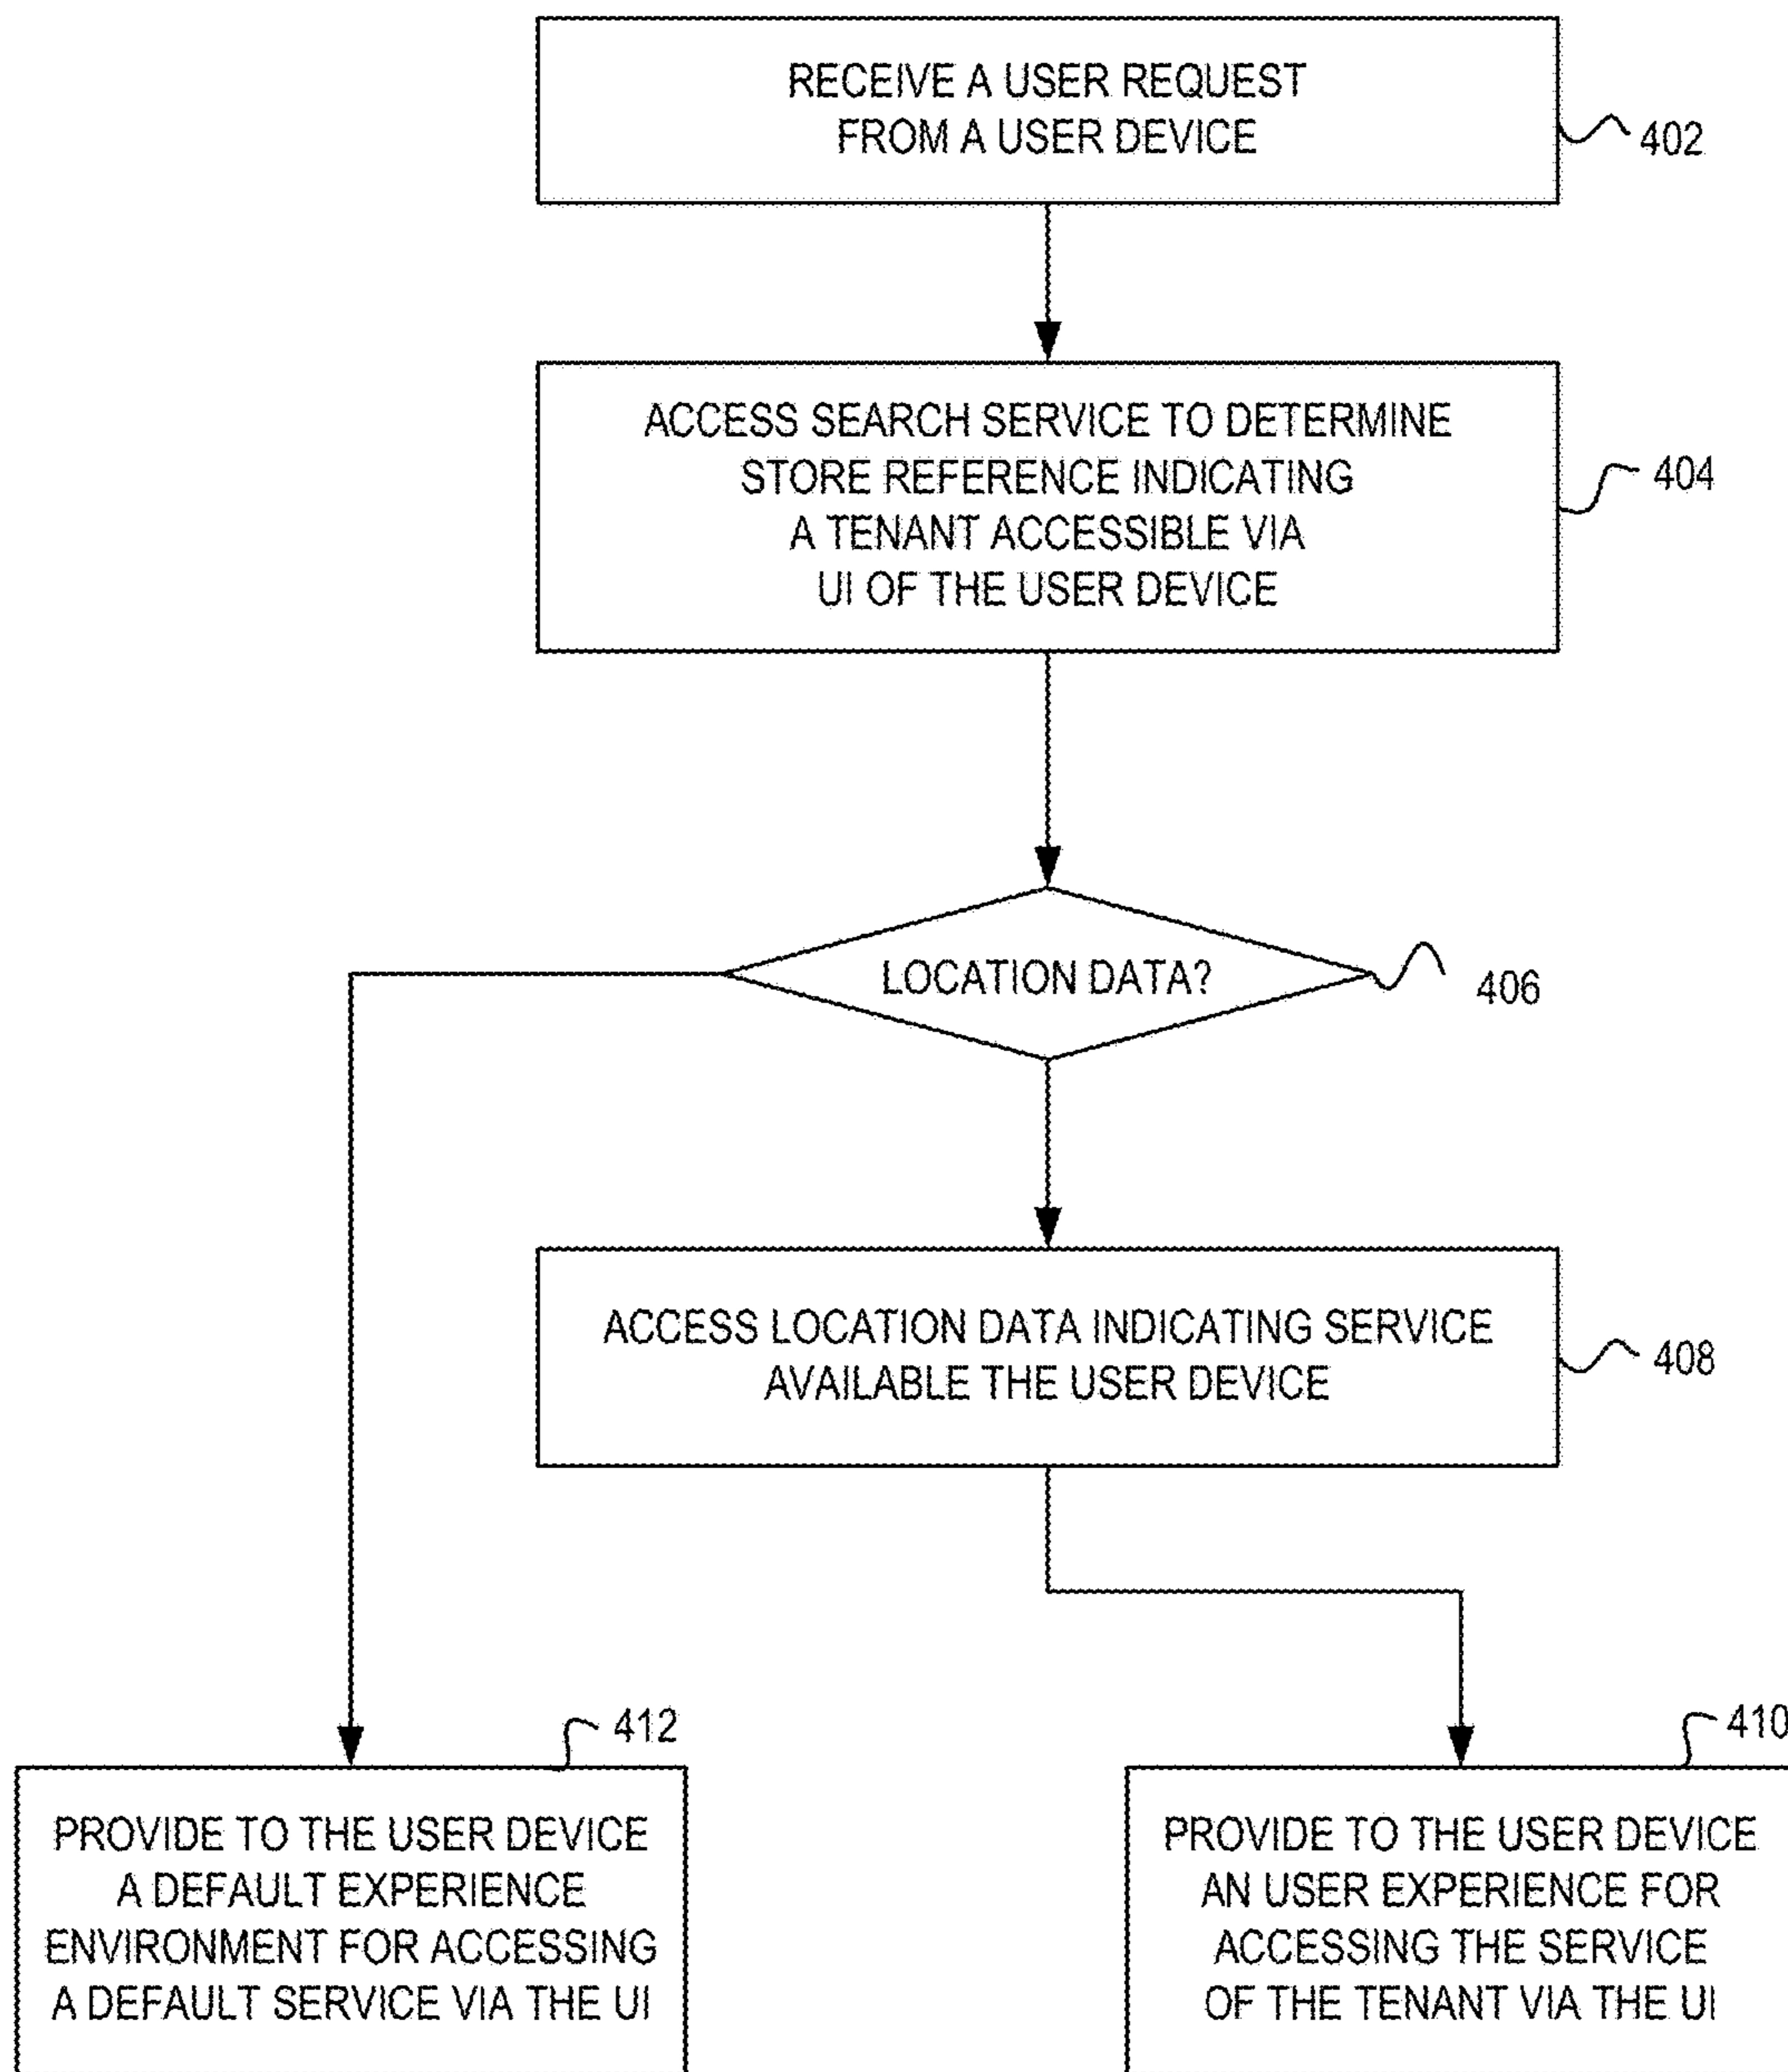 RECEIVE A USER REQUEST
FROM A USER DEVICE
402
ACCESS SEARCH SERVICE TO DETERMINE
STORE REFERENCE INDICATING
A TENANT ACCESSIBLE VIA
UI OF THE USER DEVICE
404
LOCATION DATA?
406
ACCESS LOCATION DATA INDICATING SERVICE
AVAILABLE THE USER DEVICE
408
412
PROVIDE TO THE USER DEVICE
A DEFAULT EXPERIENCE
ENVIRONMENT FOR ACCESSING
A DEFAULT SERVICE VIA THE UI
410
PROVIDE TO THE USER DEVICE
AN USER EXPERIENCE FOR
ACCESSING THE SERVICE
OF THE TENANT VIA THE UI